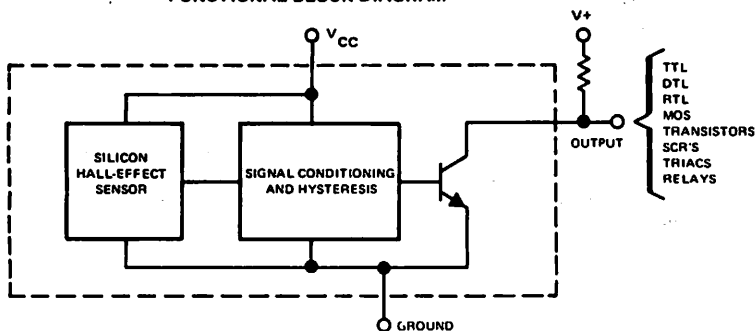 FUNCTIONAL BLOCK DIAGRAM
VCC
V+
SILICON
HALL-EFFECT
SENSOR
SIGNAL CONDITIONING
AND HYSTERESIS
OUTPUT
TTL
DTL
RTL
MOS
TRANSISTORS
SCR'S
TRIACS
RELAYS
GROUND